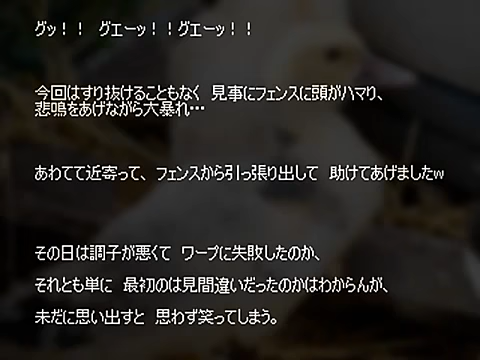 グッ！！　グエーッ！！グエーッ！！
今回はすり抜けることもなく　見事にフェンスに頭がハマり、
悲鳴をあげながら大暴れ…
あわてて近寄って、フェンスから引っ張り出して　助けてあげましたw
その日は調子が悪くて　ワープに失敗したのか、
それとも単に　最初のは見間違いだったのかはわからんが、
未だに思い出すと　思わず笑ってしまう。